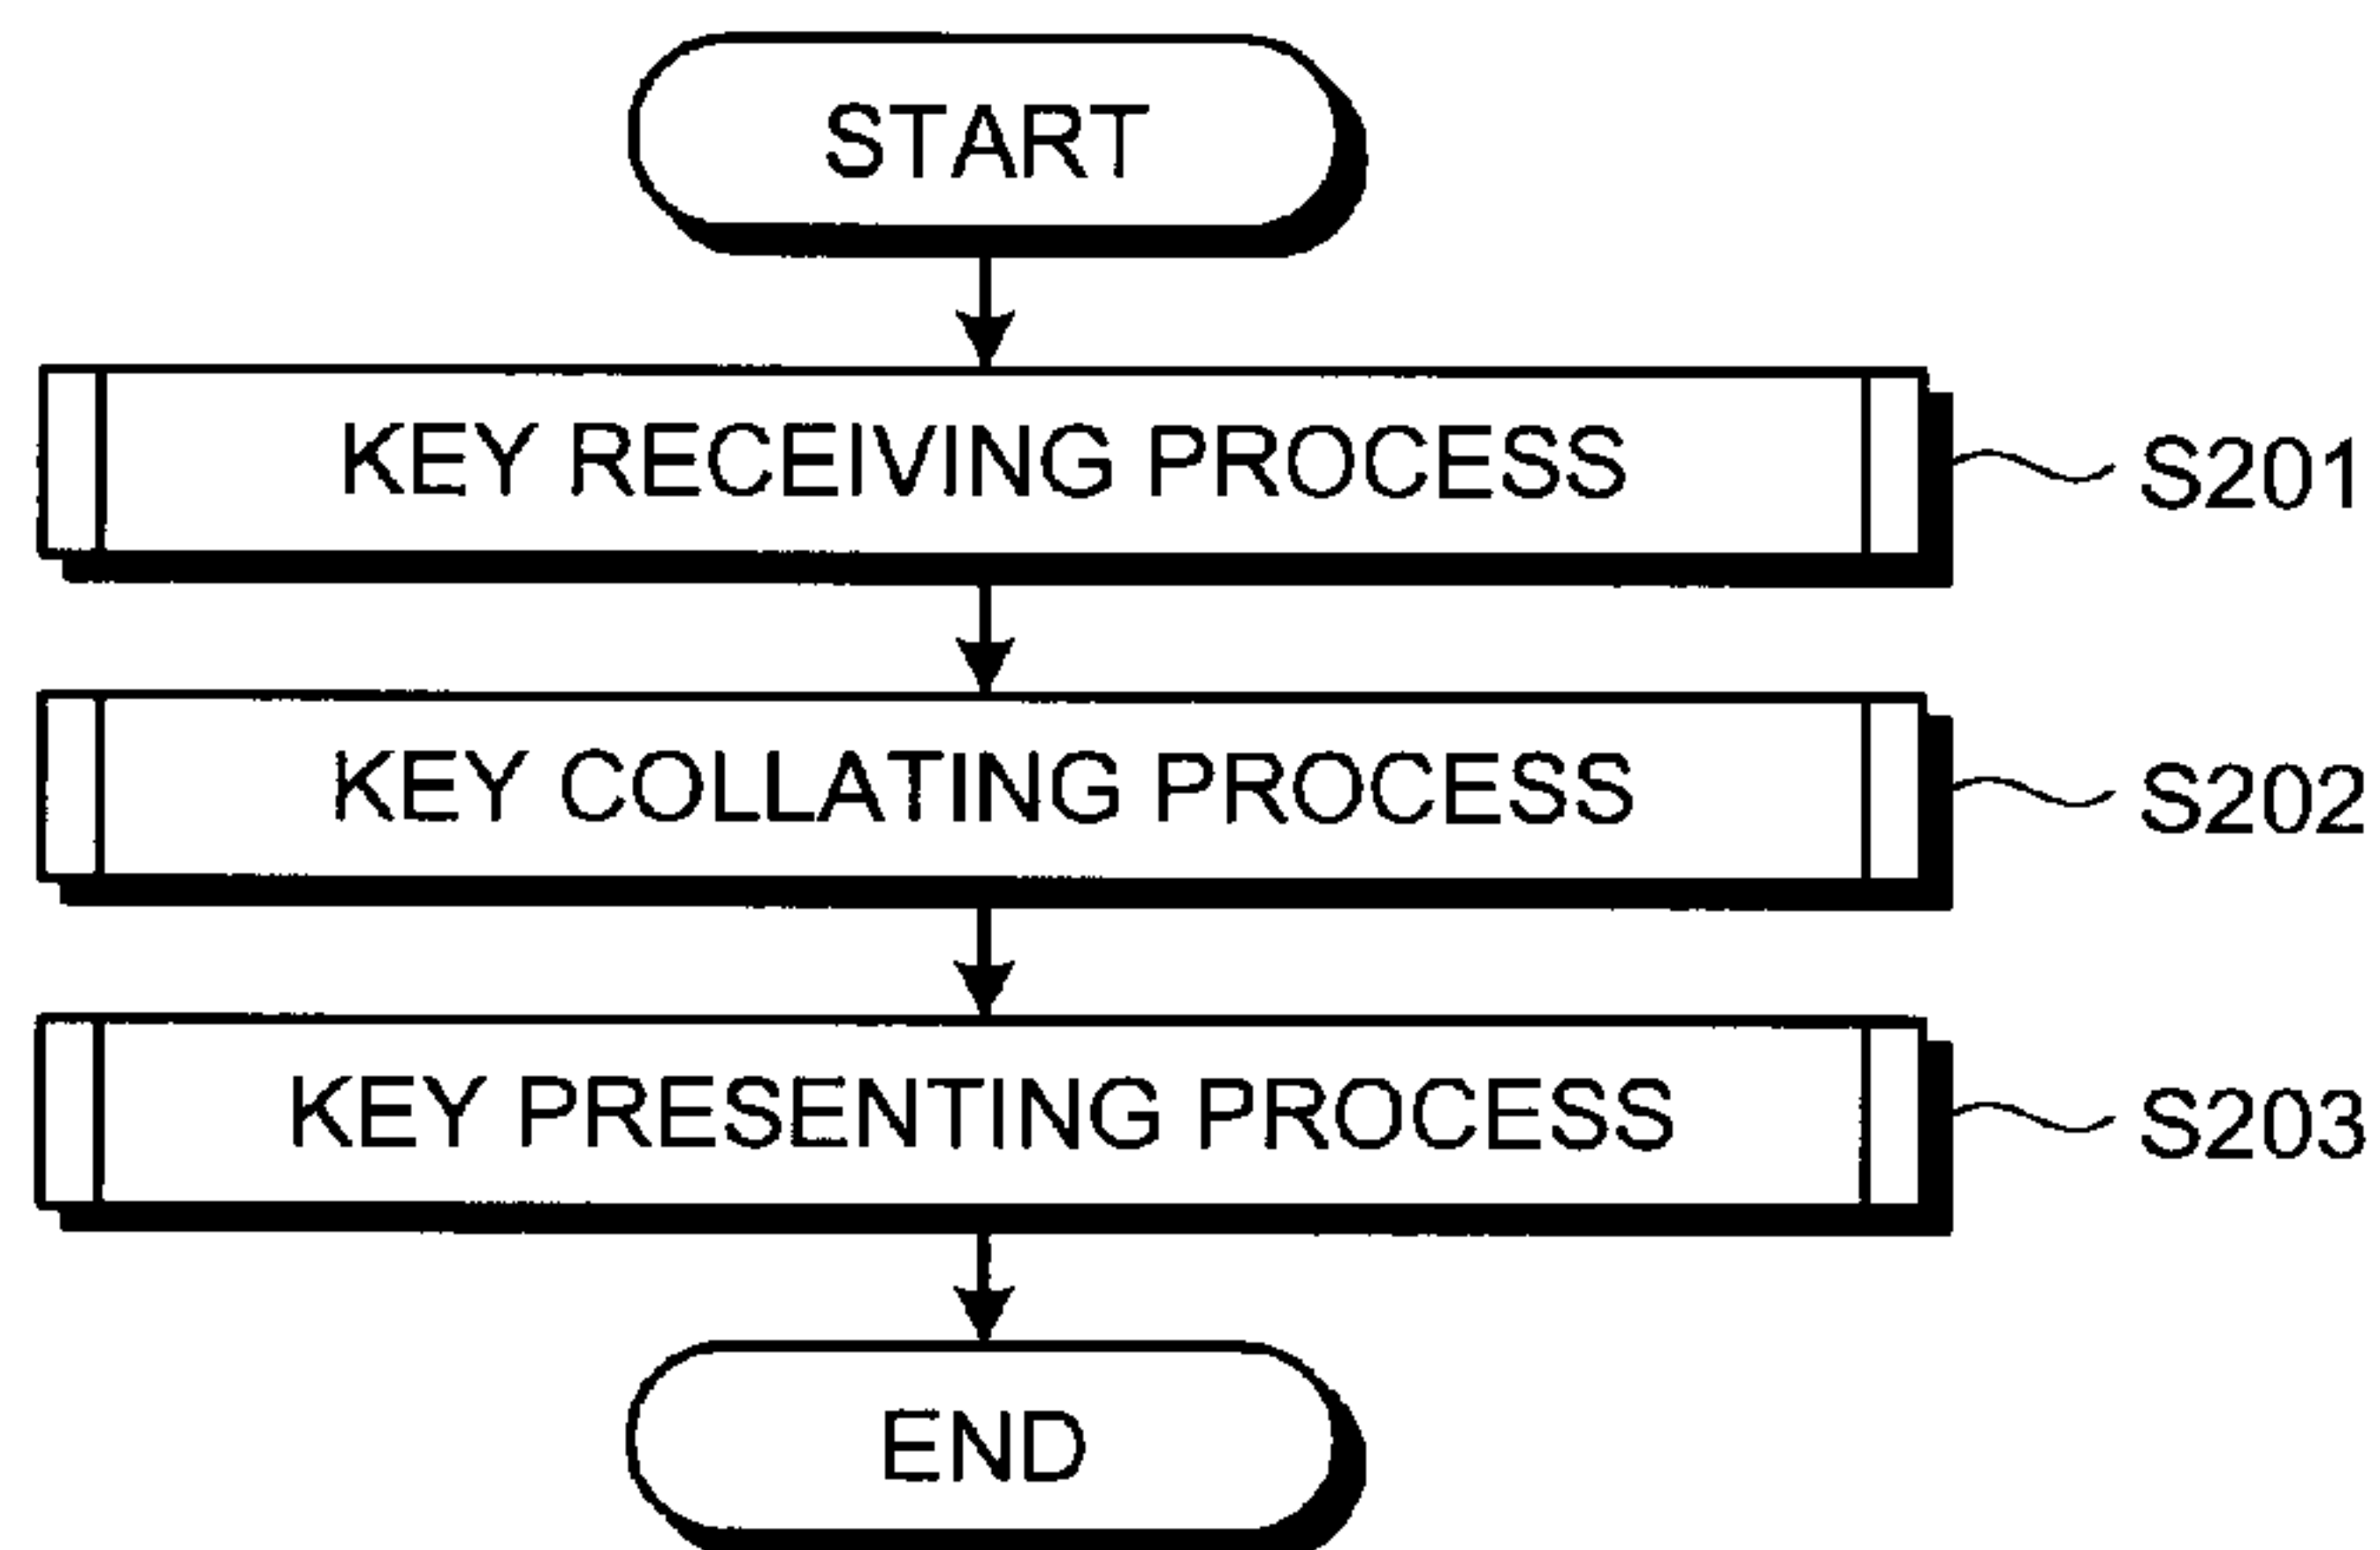 START
KEY RECEIVING PROCESS S201
KEY COLLATING PROCESS S202
KEY PRESENTING PROCESS S203
END